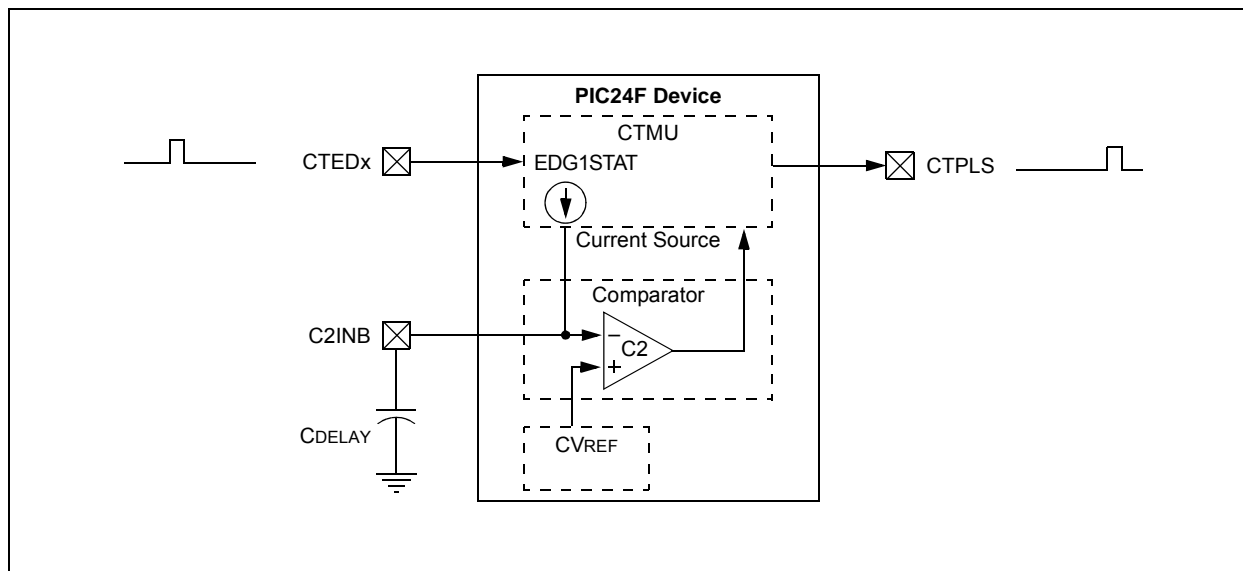 PIC24F Device
CTMU
CTEDx
EDG1STAT
CTPLS
Current Source
Comparator
C2INB
−
C2
+
CDELAY
CVREF